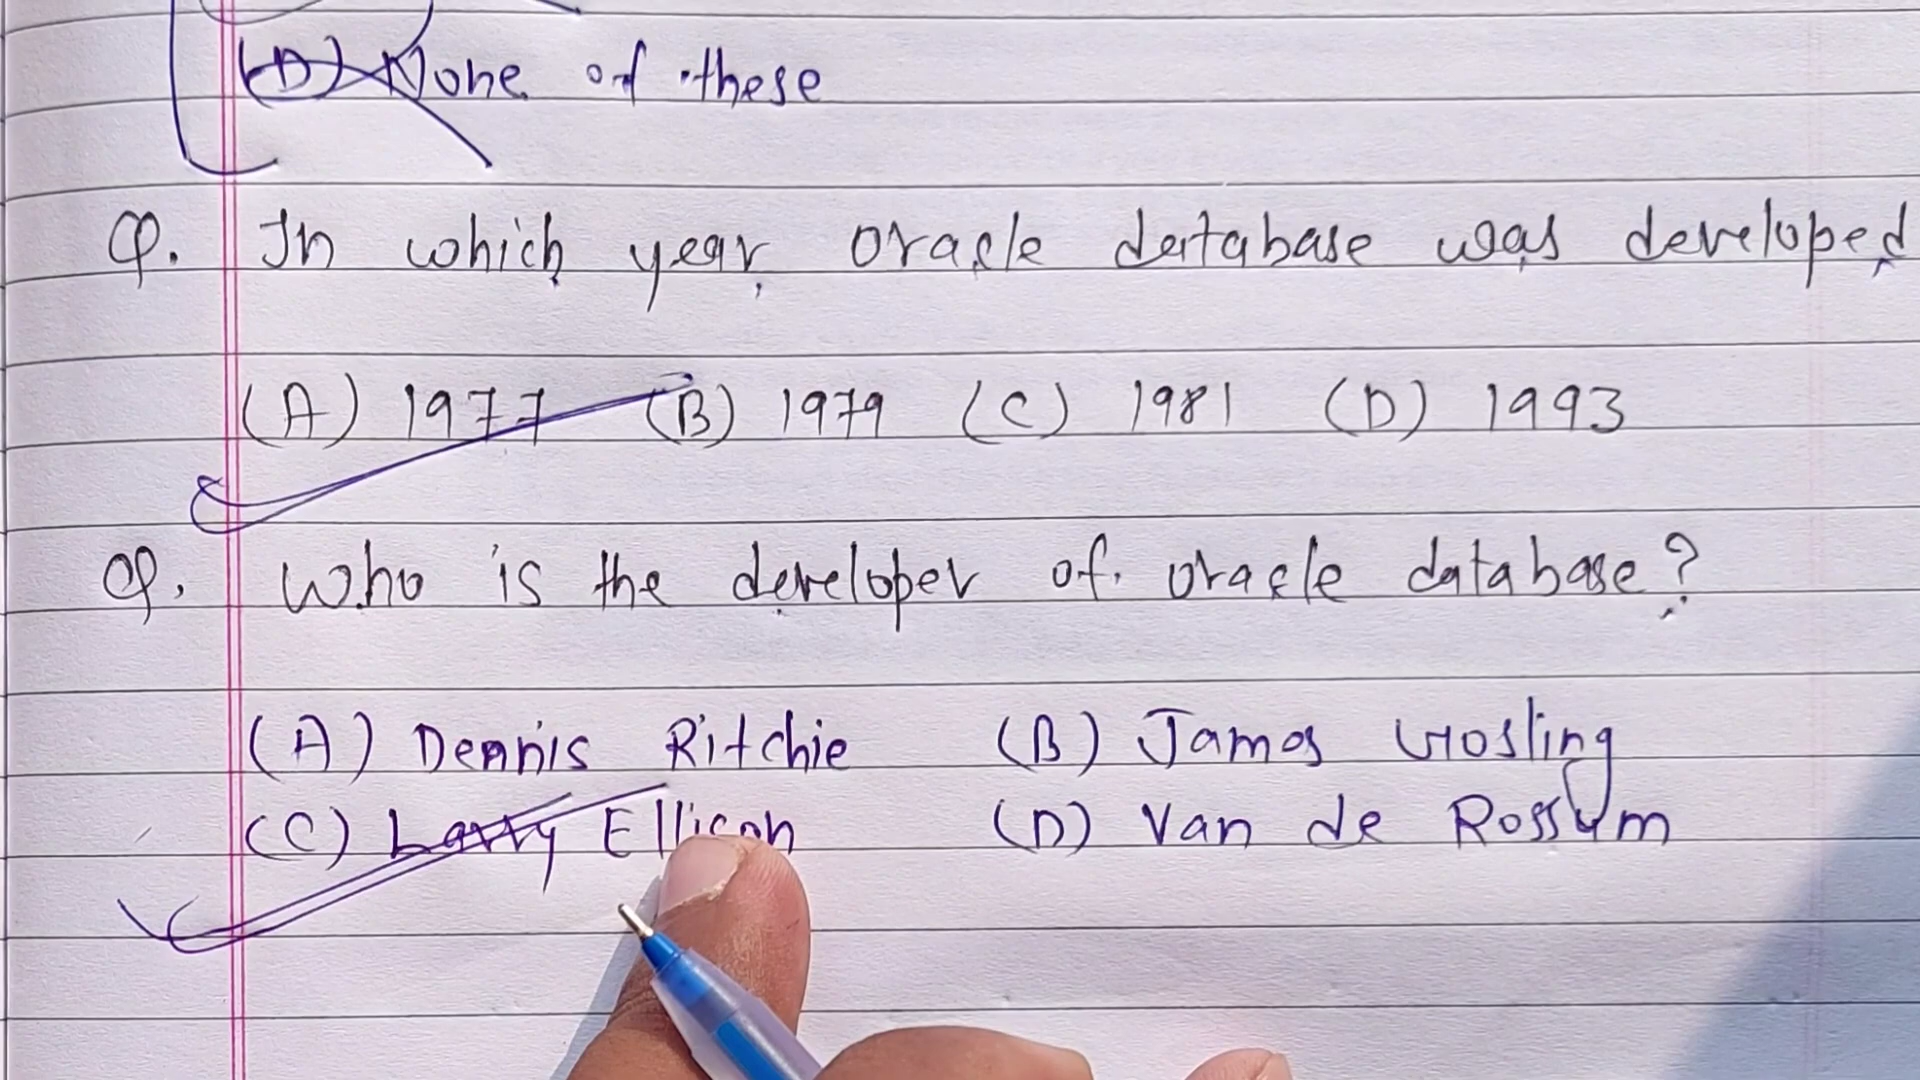 (D) None of these
Q. In which year oracle database was developed
(A) 1977 (B) 1979 (C) 1981 (D) 1993
Q. Who is the developer of oracle database?
(A) Dennis Ritchie (B) James Gosling
(C) Larry Ellison (D) Van de Rossum